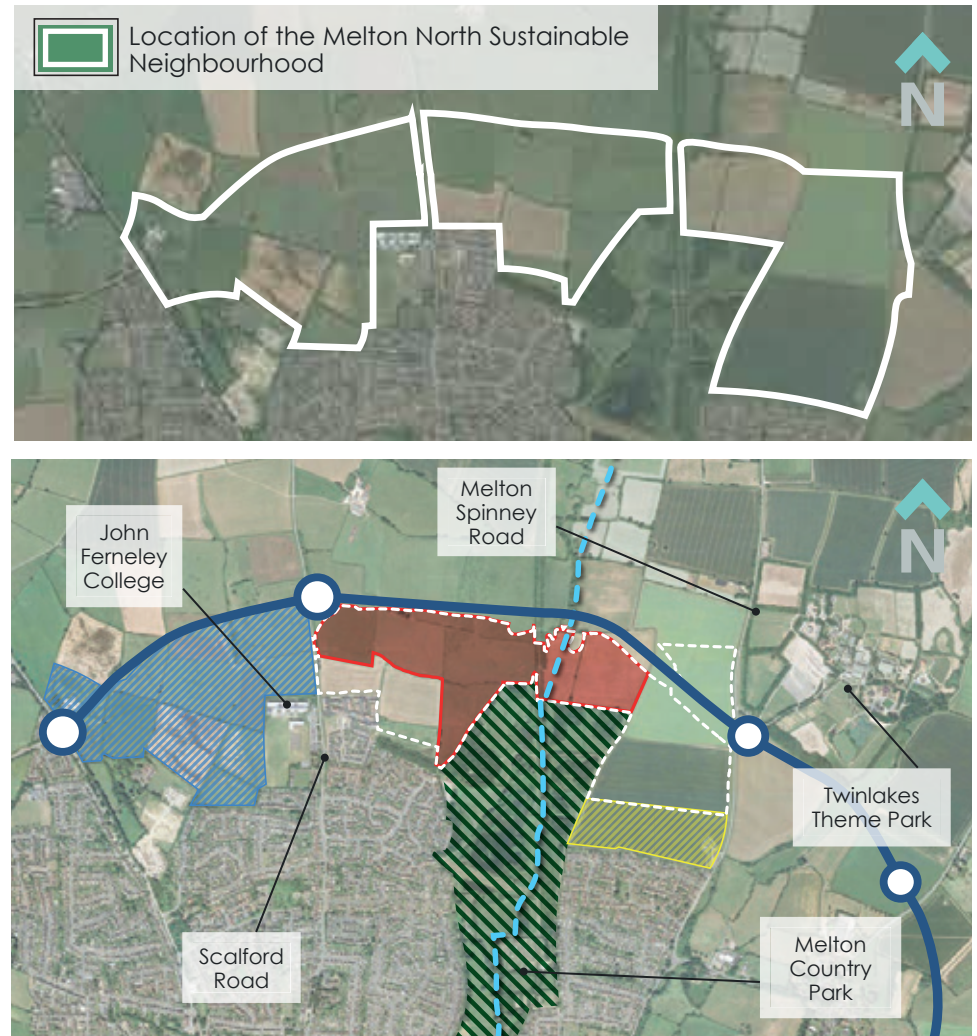 Location of the Melton North Sustainable
Neighbourhood
N
N
Melton
Spinney
Road
John
Ferneley
College
Twinlakes
Theme Park
Scalford
Road
Melton
Country
Park